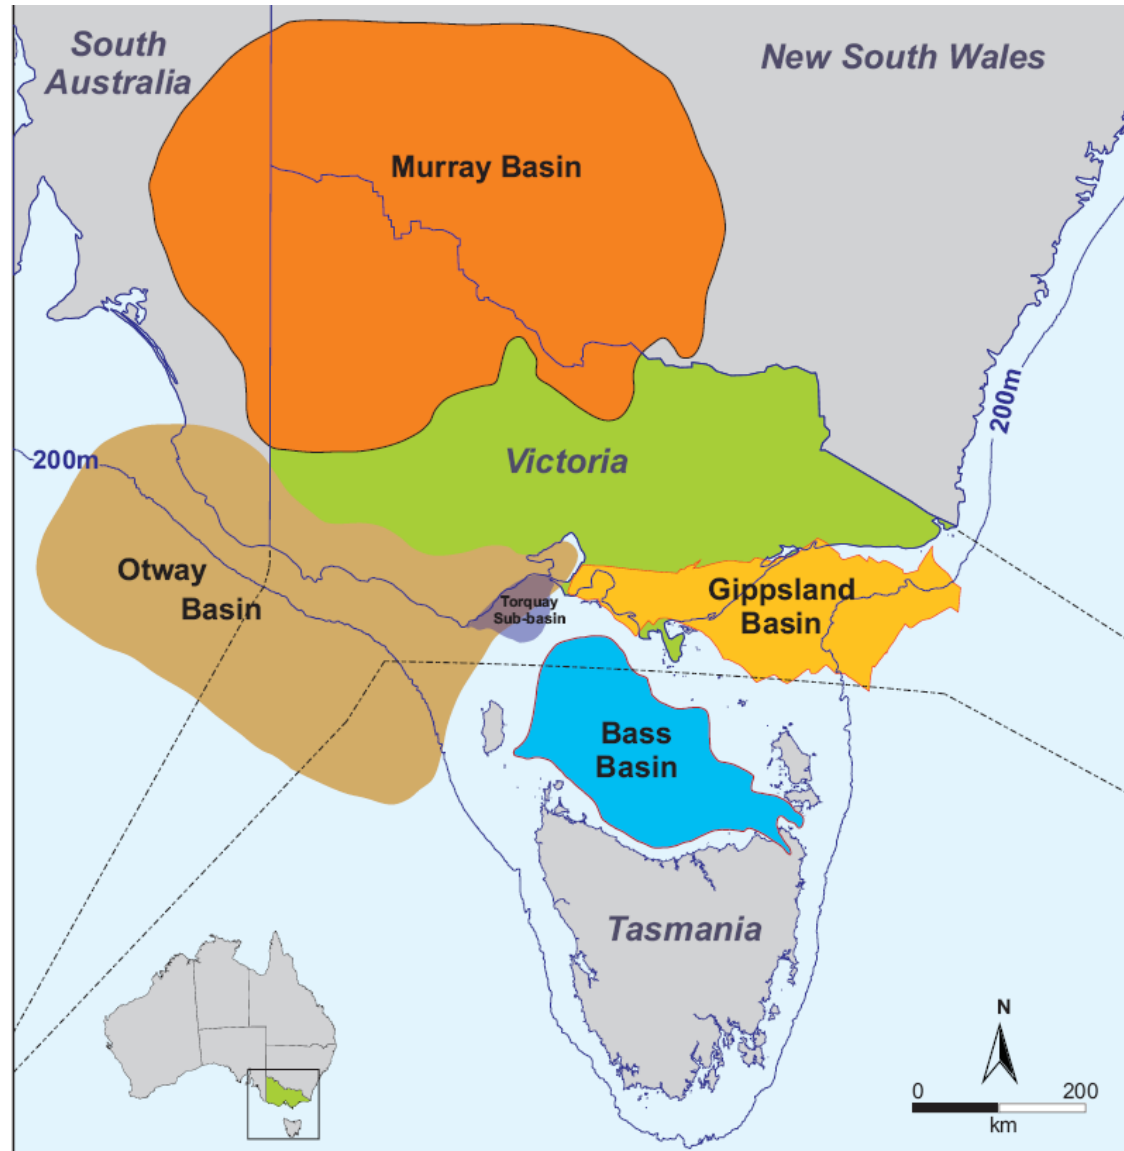 South
Australia
New South Wales
Murray Basin
200m
200m
Victoria
Otway
Basin
Torquay
Sub-basin
Gippsland
Basin
Bass
Basin
Tasmania
N
0 200
km